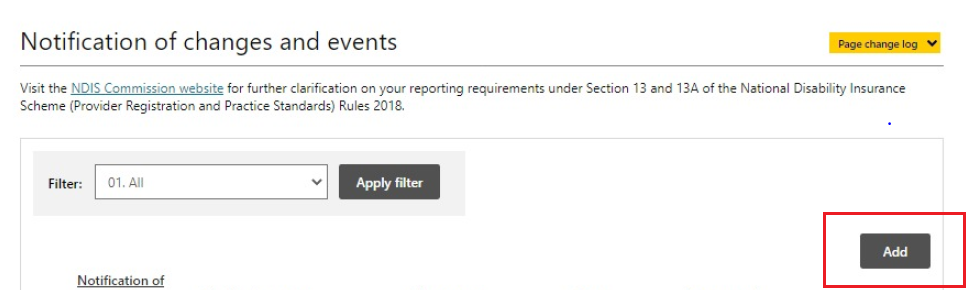 Notification of changes and events
Page change log
Visit the NDIS Commission website for further clarification on your reporting requirements under Section 13 and 13A of the National Disability Insurance
Scheme (Provider Registration and Practice Standards) Rules 2018.
Filter: 01. All Apply filter
Add
Notification of